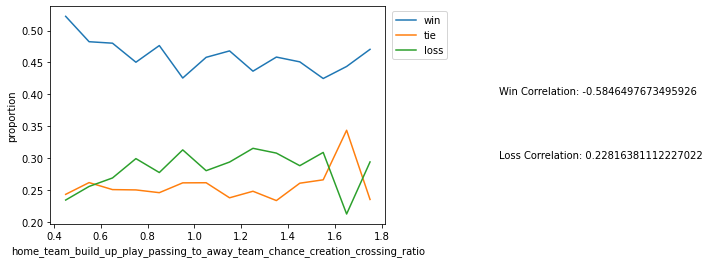 win
tie
loss
0.50
0.45
0.40
0.35
0.30
0.25
0.20
proportion
0.4 0.6 0.8 1.0 1.2 1.4 1.6 1.8
home_team_build_up_play_passing_to_away_team_chance_creation_crossing_ratio
Win Correlation: -0.5846497673495926
Loss Correlation: 0.22816381112227022